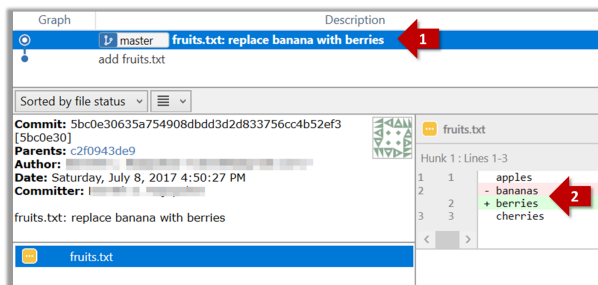 Graph Description
master fruits.txt: replace banana with berries 1
add fruits.txt
Sorted by file status
Commit: 5bc0e30635a754908dbdd3d2d833756cc4b52ef3
[5bc0e30]
Parents: c2f0943de9
Author:
Date: Saturday, July 8, 2017 4:50:27 PM
Committer:
fruits.txt: replace banana with berries
fruits.txt
fruits.txt
Hunk 1 : Lines 1-3
1 1 apples
2 - bananas
2 + berries 2
3 3 cherries